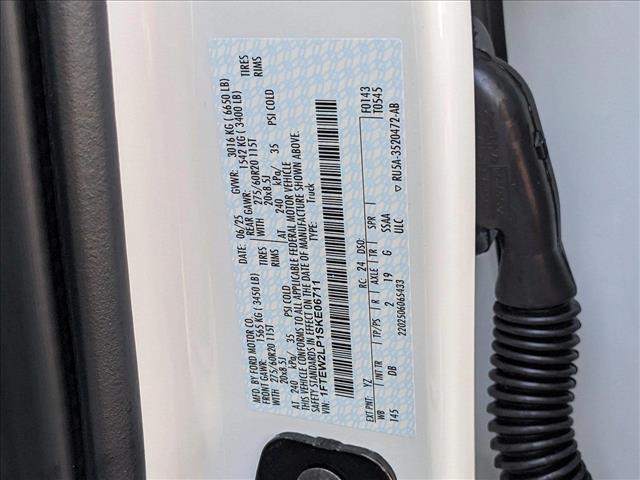 MFD. BY FORD MOTOR CO.
DATE: 06/25 GVWR: 3016 KG ( 6650 LB)
FRONT GAWR: 1565 KG ( 3450 LB) REAR GAWR: 1542 KG ( 3400 LB)
WITH 275/60R20 115T TIRES WITH 275/60R20 115T TIRES
20x8.5J RIMS 20x8.5J RIMS
AT 240 kPa/ 35 PSI COLD AT 240 kPa/ 35 PSI COLD
THIS VEHICLE CONFORMS TO ALL APPLICABLE FEDERAL MOTOR VEHICLE
SAFETY STANDARDS IN EFFECT ON THE DATE OF MANUFACTURE SHOWN ABOVE.
VIN: 1FTEW2LP1SKE06711 TYPE: Truck
F0143
T0545
EXT PNT: YZ RC: 24 DSO:
WB INT TR TP/PS R AXLE TR SPR
145 DB 2 19 G SSAA
ULC
2202506065433 ▽ RU5A-3520472-AB